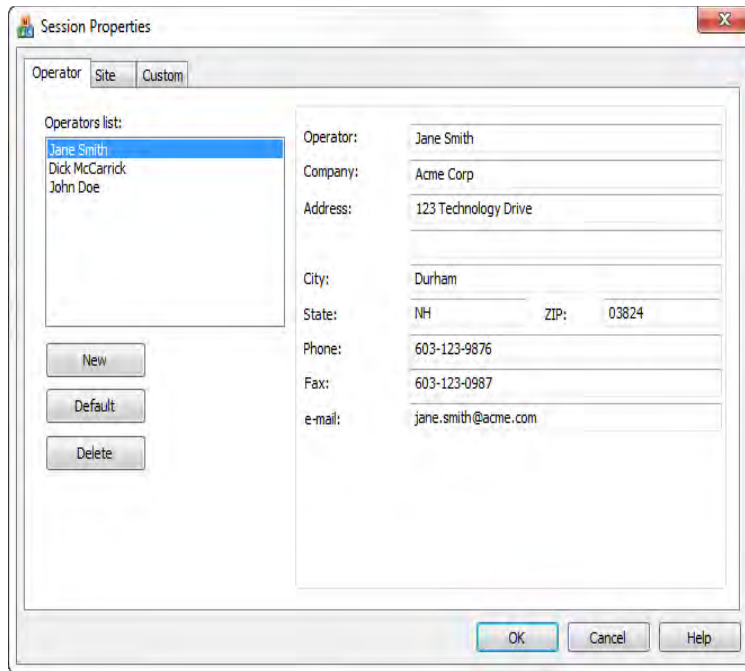 Session Properties
Operator Site Custom
Operators list:
Jane Smith
Dick McCarrick
John Doe
New
Default
Delete
Operator: Jane Smith
Company: Acme Corp
Address: 123 Technology Drive
City: Durham
State: NH ZIP: 03824
Phone: 603-123-9876
Fax: 603-123-0987
e-mail: jane.smith@acme.com
OK Cancel Help